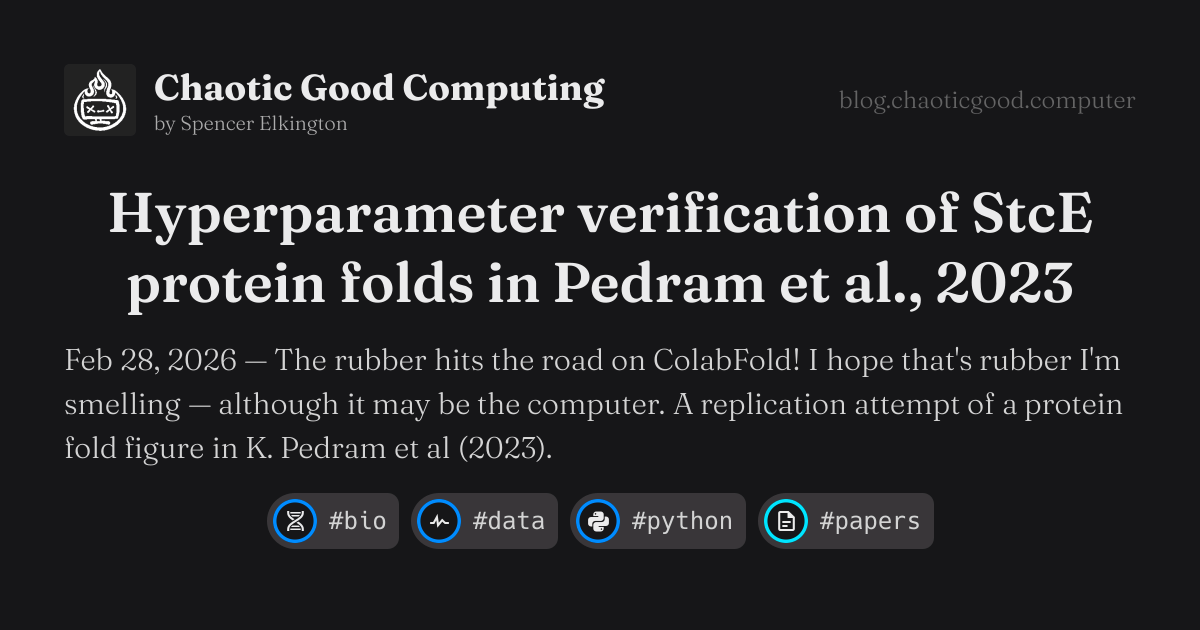 Chaotic Good Computing
by Spencer Elkington
blog.chaoticgood.computer
Hyperparameter verification of StcE
protein folds in Pedram et al., 2023
Feb 28, 2026 — The rubber hits the road on ColabFold! I hope that's rubber I'm
smelling — although it may be the computer. A replication attempt of a protein
fold figure in K. Pedram et al (2023).
#bio #data #python #papers